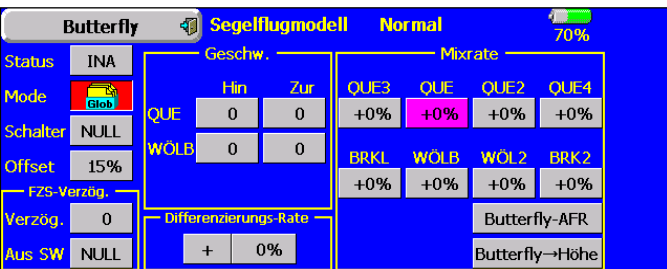 Butterfly Segelflugmodell Normal 70%
Status INA
Mode Glob
Schalter NULL
Offset 15%
FZS-Verzög.
Verzög. 0
Aus SW NULL
Geschw.
Hin Zur
QUE 0 0
WÖLB 0 0
Differenzierungs-Rate
+ 0%
Mixrate
QUE3 QUE QUE2 QUE4
+0% +0% +0% +0%
BRKL WÖLB WÖL2 BRK2
+0% +0% +0% +0%
Butterfly-AFR
Butterfly→Höhe